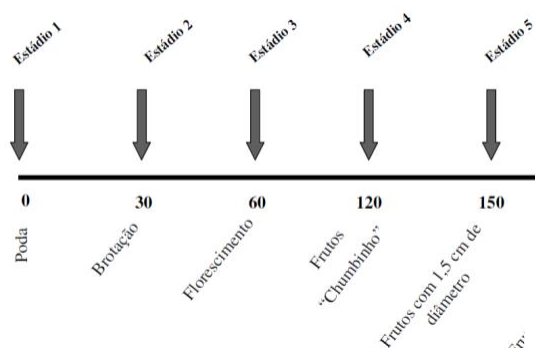 Estádio 1
Estádio 2
Estádio 3
Estádio 4
Estádio 5
0
30
60
120
150
Poda
Brotação
Florescimento
Frutos
“Chumbinho”
Frutos com 1,5 cm de
diâmetro